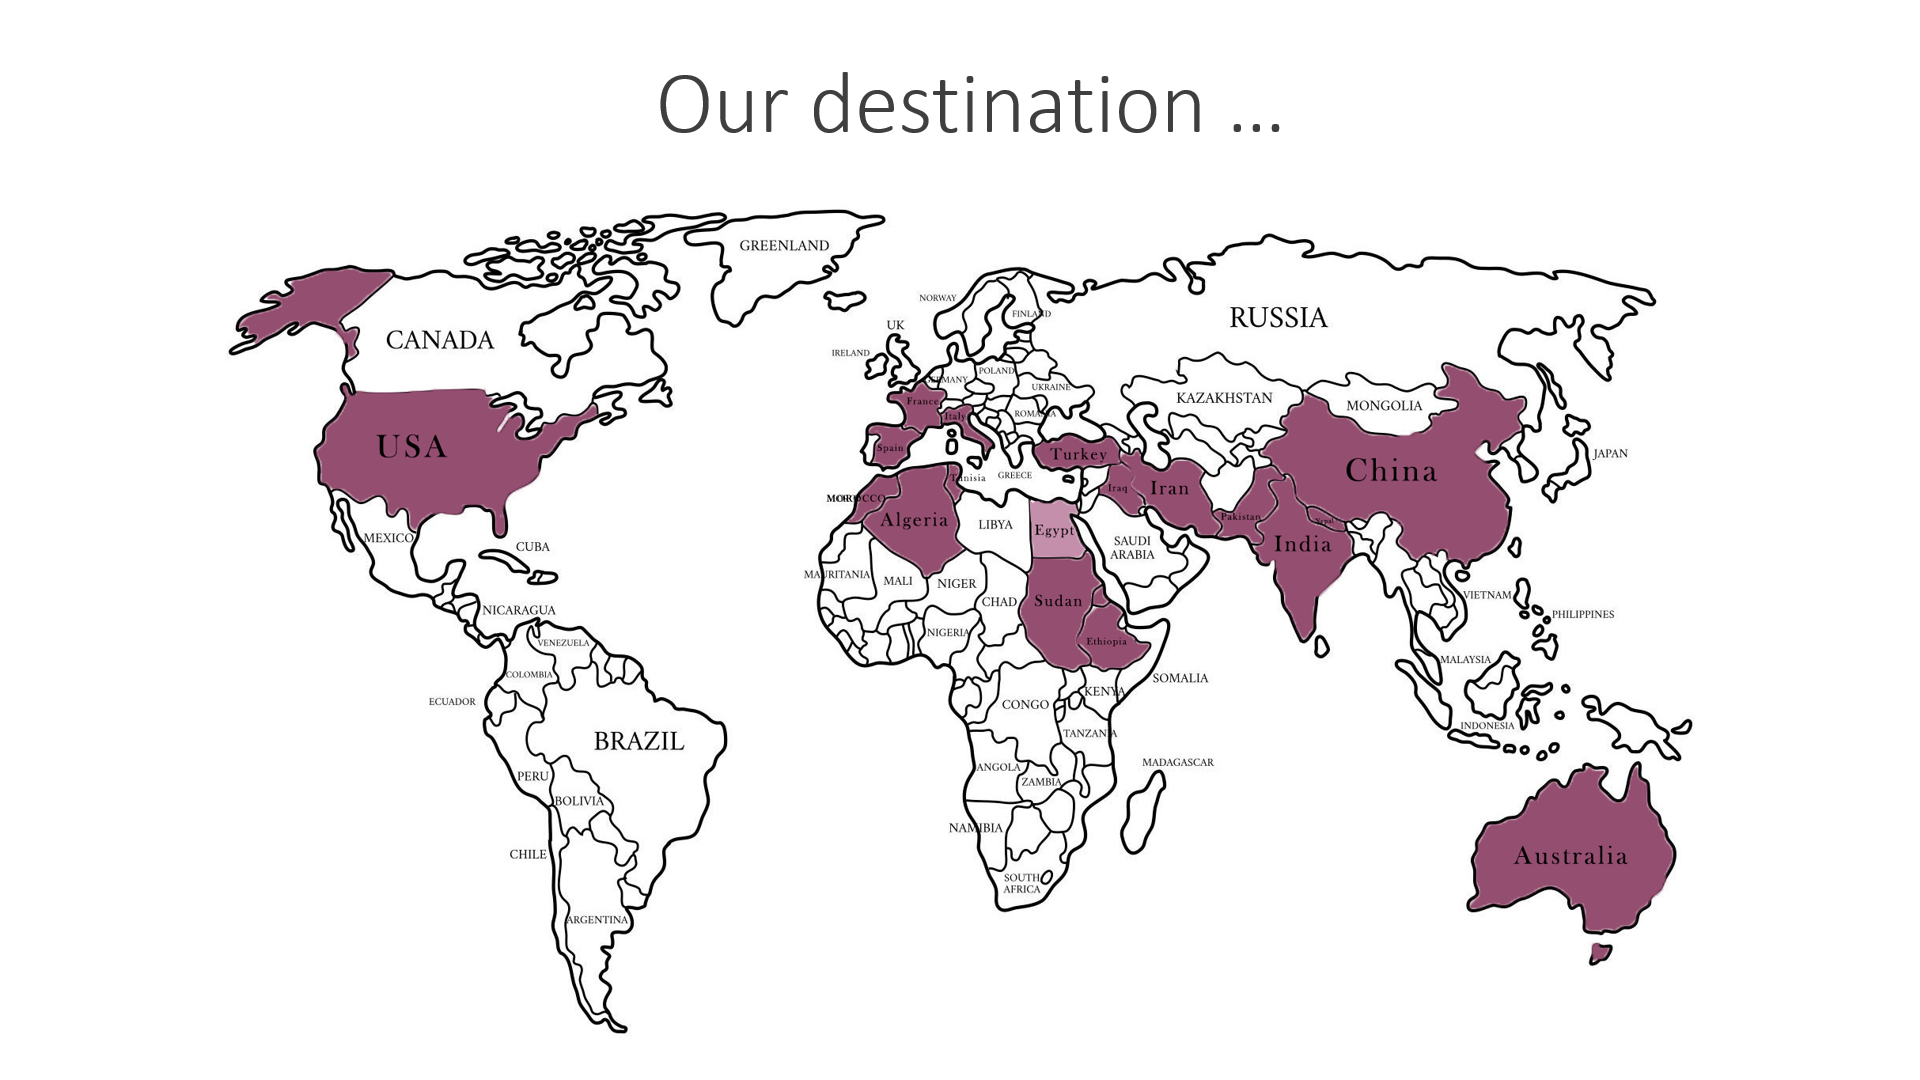 Our destination ...
GREENLAND
NORWAY
FINLAND
RUSSIA
UK
CANADA
IRELAND
POLAND
GERMANY
UKRAINE
KAZAKHSTAN
France
MONGOLIA
Italy
ROMANIA
USA
Spain
Turkey
JAPAN
China
Tunisia
GREECE
Iraq
Iran
MOROCCO
Algeria
LIBYA
Egypt
Pakistan
Nepal
MEXICO
SAUDI
ARABIA
India
CUBA
MAURITANIA
MALI
NIGER
CHAD
Sudan
VIETNAM
NICARAGUA
PHILIPPINES
NIGERIA
Ethiopia
VENEZUELA
MALAYSIA
COLOMBIA
SOMALIA
KENYA
ECUADOR
CONGO
INDONESIA
TANZANIA
BRAZIL
MADAGASCAR
ANGOLA
PERU
ZAMBIA
BOLIVIA
NAMIBIA
CHILE
Australia
SOUTH
AFRICA
ARGENTINA